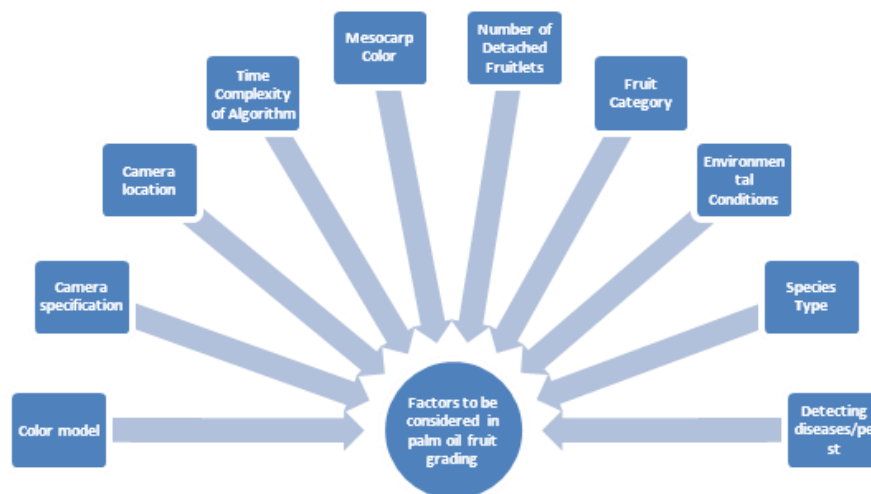 Mesocarp
Color
Number of
Detached
Fruitlets
Time
Complexity
of Algorithm
Fruit
Category
Camera
location
Environmen
tal
Conditions
Camera
specification
Species
Type
Color model
Factors to be
considered in
palm oil fruit
grading
Detecting
diseases/pe
st